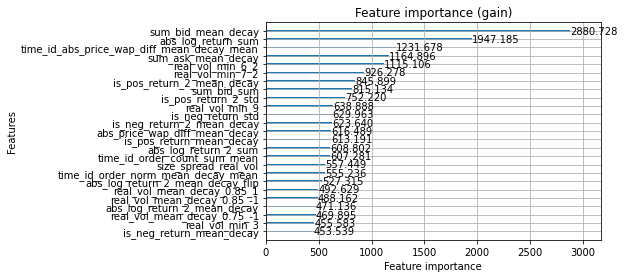 Feature importance (gain)
sum_bid_mean_decay 2880.728
abs_log_return_sum 1947.185
time_id_abs_price_wap_diff_mean_decay_mean 1231.678
sum_ask_mean_decay 1164.896
real_vol_min_6_2 1115.106
real_vol_min_7_2 926.278
is_pos_return_2_mean_decay 845.899
sum_bid_sum 815.134
is_pos_return_2_std 752.220
real_vol_min_9 638.888
is_neg_return_std 629.963
is_neg_return_2_mean_decay 623.640
abs_price_wap_diff_mean_decay 616.489
is_pos_return_mean_decay 613.191
abs_log_return_2_sum 608.802
time_id_order_count_sum_mean 607.281
size_spread_real_vol 557.449
time_id_order_norm_mean_decay_mean 555.236
abs_log_return_2_mean_decay_flip 527.315
real_vol_mean_decay_0.85_1 492.629
real_vol_mean_decay_0.85_-1 488.162
abs_log_return_2_mean_decay 471.136
real_vol_mean_decay_0.75_-1 469.895
real_vol_min_3 455.583
is_neg_return_mean_decay 453.539
Features
0 500 1000 1500 2000 2500 3000
Feature importance